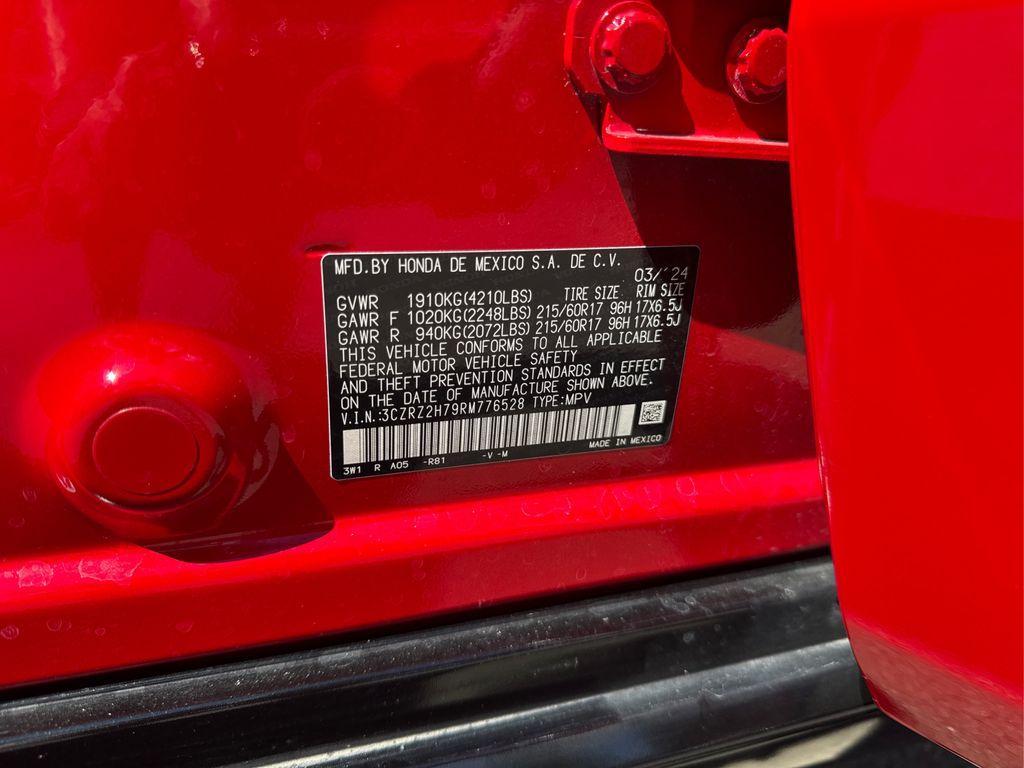 MFD.BY HONDA DE MEXICO S.A. DE C.V.
03/'24
GVWR 1910KG(4210LBS) TIRE SIZE RIM SIZE
GAWR F 1020KG(2248LBS) 215/60R17 96H 17X6.5J
GAWR R 940KG(2072LBS) 215/60R17 96H 17X6.5J
THIS VEHICLE CONFORMS TO ALL APPLICABLE
FEDERAL MOTOR VEHICLE SAFETY
AND THEFT PREVENTION STANDARDS IN EFFECT
ON THE DATE OF MANUFACTURE SHOWN ABOVE.
V.I.N.:3CZRZ2H79RM776528 TYPE:MPV
MADE IN MEXICO
3W1 R A05 -R81 -V -M